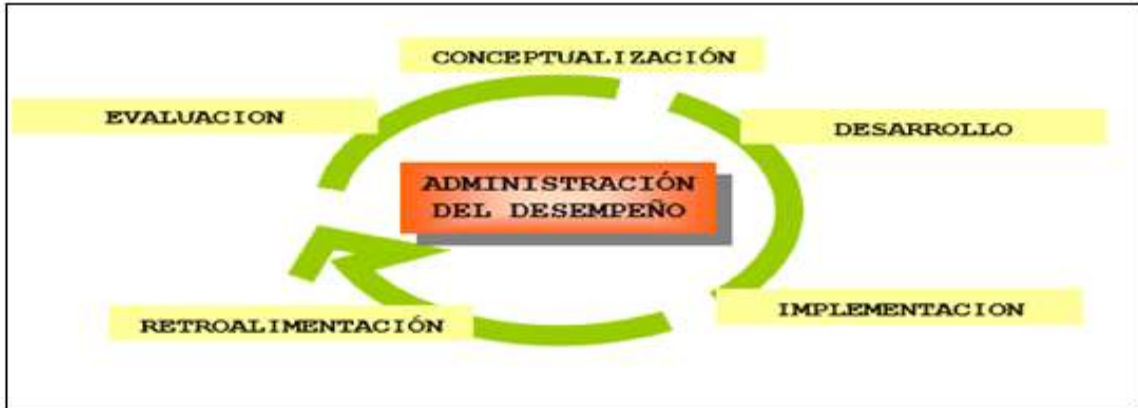 CONCEPTUALIZACIÓN
EVALUACION
DESARROLLO
ADMINISTRACIÓN
DEL DESEMPEÑO
IMPLEMENTACION
RETROALIMENTACIÓN